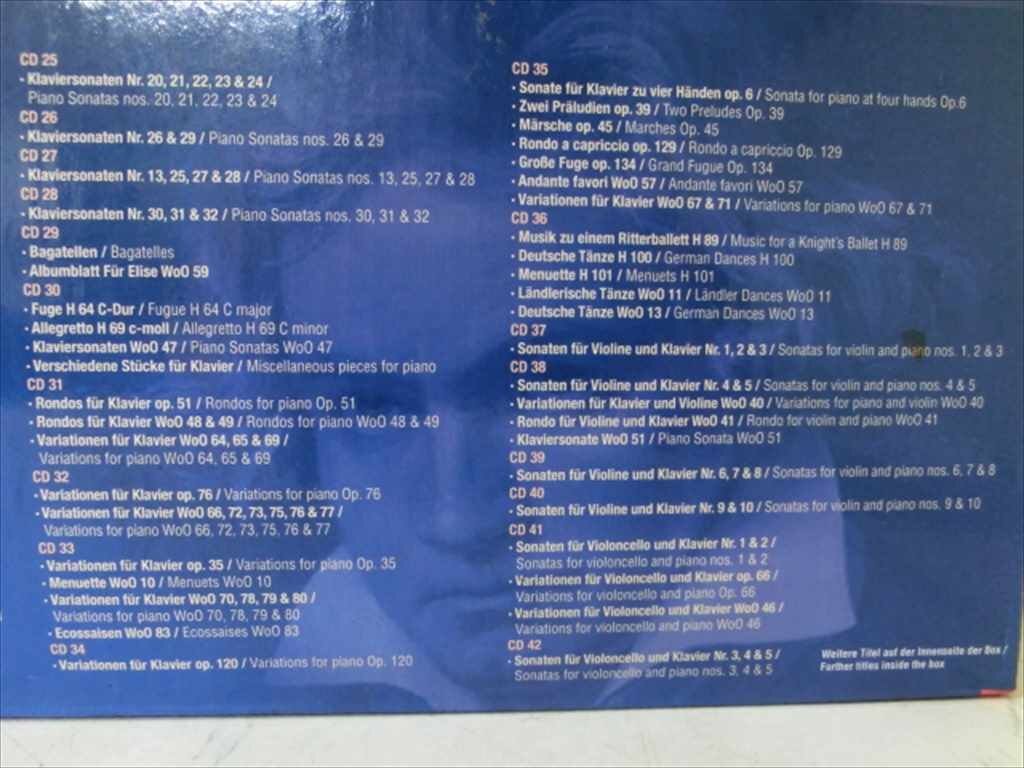 CD 25
· Klaviersonaten Nr. 20, 21, 22, 23 & 24 /
Piano Sonatas nos. 20, 21, 22, 23 & 24
CD 26
· Klaviersonaten Nr. 26 & 29 / Piano Sonatas nos. 26 & 29
CD 27
· Klaviersonaten Nr. 13, 25, 27 & 28 / Piano Sonatas nos. 13, 25, 27 & 28
CD 28
· Klaviersonaten Nr. 30, 31 & 32 / Piano Sonatas nos. 30, 31 & 32
CD 29
· Bagatellen / Bagatelles
· Albumblatt Für Elise WoO 59
CD 30
· Fuge H 64 C-Dur / Fugue H 64 C major
· Allegretto H 69 c-moll / Allegretto H 69 C minor
· Klaviersonaten WoO 47 / Piano Sonatas WoO 47
· Verschiedene Stücke für Klavier / Miscellaneous pieces for piano
CD 31
· Rondos für Klavier op. 51 / Rondos for piano Op. 51
· Rondos für Klavier WoO 48 & 49 / Rondos for piano WoO 48 & 49
· Variationen für Klavier WoO 64, 65 & 69 /
Variations for piano WoO 64, 65 & 69
CD 32
· Variationen für Klavier op. 76 / Variations for piano Op. 76
· Variationen für Klavier WoO 66, 72, 73, 75, 76 & 77 /
Variations for piano WoO 66, 72, 73, 75, 76 & 77
CD 33
· Variationen für Klavier op. 35 / Variations for piano Op. 35
· Menuette WoO 10 / Menuets WoO 10
· Variationen für Klavier WoO 70, 78, 79 & 80 /
Variations for piano WoO 70, 78, 79 & 80
· Ecossaisen WoO 83 / Ecossaises WoO 83
CD 34
· Variationen für Klavier op. 120 / Variations for piano Op. 120
CD 35
· Sonate für Klavier zu vier Händen op. 6 / Sonata for piano at four hands Op.6
· Zwei Präludien op. 39 / Two Preludes Op. 39
· Märsche op. 45 / Marches Op. 45
· Rondo a capriccio op. 129 / Rondo a capriccio Op. 129
· Große Fuge op. 134 / Grand Fugue Op. 134
· Andante favori WoO 57 / Andante favori WoO 57
· Variationen für Klavier WoO 67 & 71 / Variations for piano WoO 67 & 71
CD 36
· Musik zu einem Ritterballett H 89 / Music for a Knight's Ballet H 89
· Deutsche Tänze H 100 / German Dances H 100
· Menuette H 101 / Menuets H 101
· Ländlerische Tänze WoO 11 / Ländler Dances WoO 11
· Deutsche Tänze WoO 13 / German Dances WoO 13
CD 37
· Sonaten für Violine und Klavier Nr. 1, 2 & 3 / Sonatas for violin and piano nos. 1, 2 & 3
CD 38
· Sonaten für Violine und Klavier Nr. 4 & 5 / Sonatas for violin and piano nos. 4 & 5
· Variationen für Klavier und Violine WoO 40 / Variations for piano and violin WoO 40
· Rondo für Violine und Klavier WoO 41 / Rondo for violin and piano WoO 41
· Klaviersonate WoO 51 / Piano Sonata WoO 51
CD 39
· Sonaten für Violine und Klavier Nr. 6, 7 & 8 / Sonatas for violin and piano nos. 6, 7 & 8
CD 40
· Sonaten für Violine und Klavier Nr. 9 & 10 / Sonatas for violin and piano nos. 9 & 10
CD 41
· Sonaten für Violoncello und Klavier Nr. 1 & 2 /
Sonatas for violoncello and piano nos. 1 & 2
· Variationen für Violoncello und Klavier op. 66 /
Variations for violoncello and piano Op. 66
· Variationen für Violoncello und Klavier WoO 46 /
Variations for violoncello and piano WoO 46
CD 42
· Sonaten für Violoncello und Klavier Nr. 3, 4 & 5 /
Sonatas for violoncello and piano nos. 3, 4 & 5
Weitere Titel auf der Innenseite der Box /
Further titles inside the box